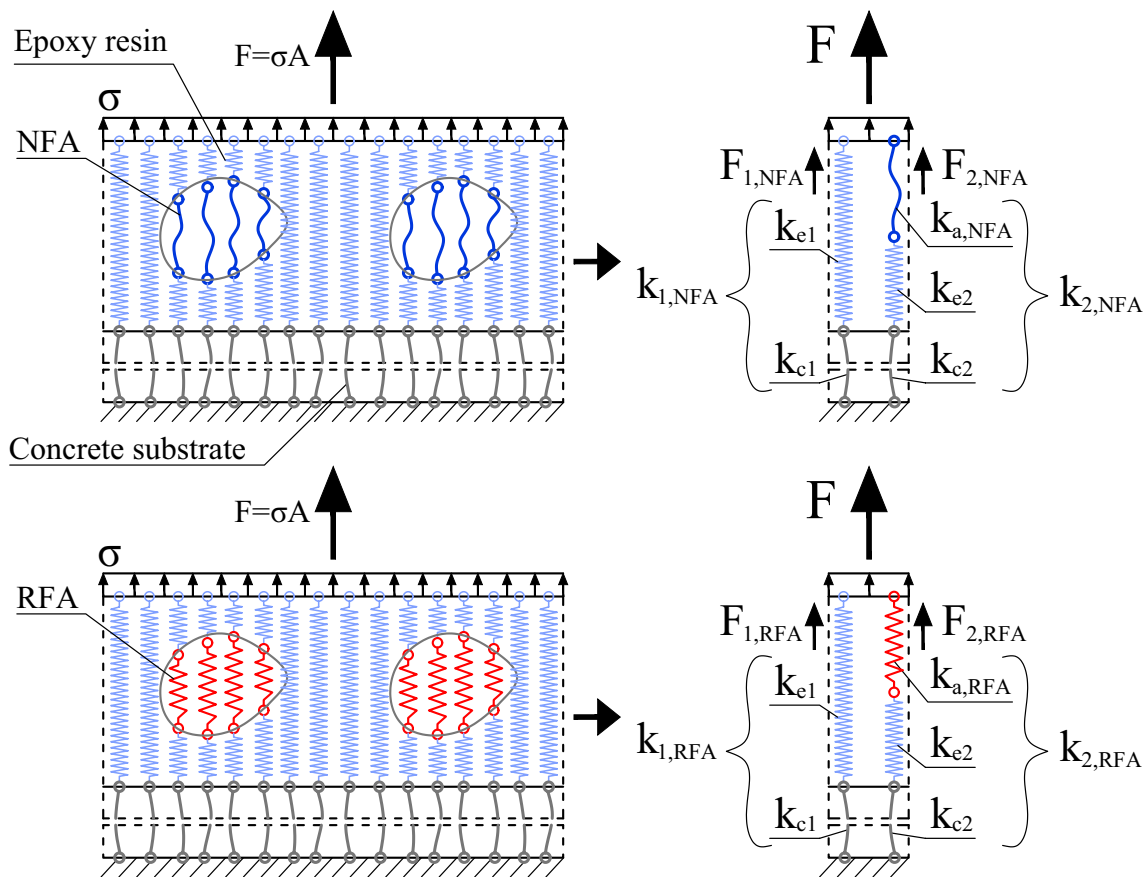 Epoxy resin
F=σA
F
σ
NFA
F1,NFA
F2,NFA
ke1
ka,NFA
k1,NFA
ke2
k2,NFA
kc1
kc2
Concrete substrate
F=σA
F
σ
RFA
F1,RFA
F2,RFA
ke1
ka,RFA
k1,RFA
ke2
k2,RFA
kc1
kc2